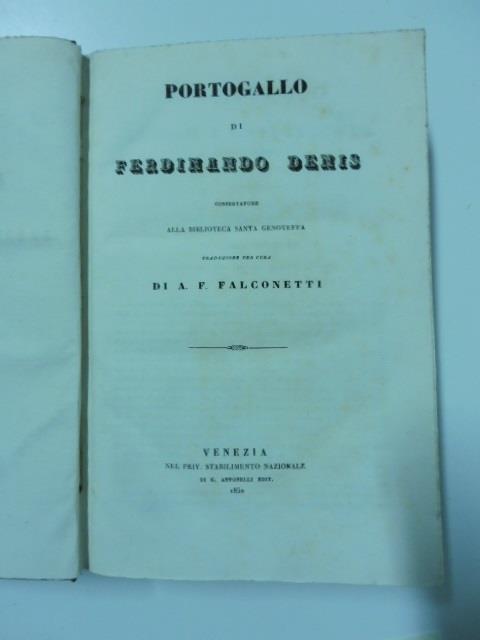 PORTOGALLO
DI
FERDINANDO DENIS
CONSERVATORE
ALLA BIBLIOTECA SANTA GENOVEFFA
TRADUZIONE PER CURA
DI A. F. FALCONETTI
VENEZIA
NEL PRIV. STABILIMENTO NAZIONALE
DI G. ANTONELLI EDIT.
1850